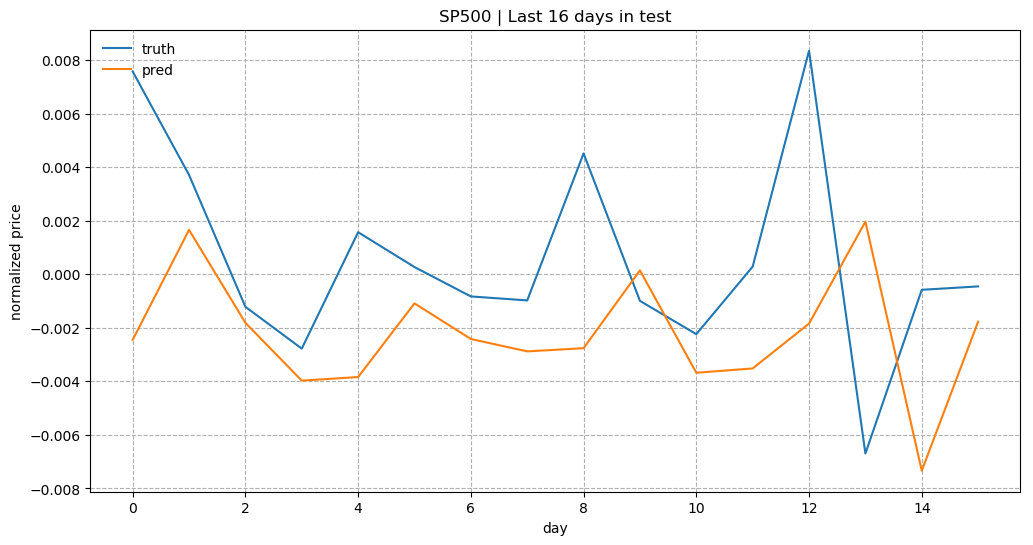 SP500 | Last 16 days in test
truth
pred
normalized price
0.008
0.006
0.004
0.002
0.000
−0.002
−0.004
−0.006
−0.008
0 2 4 6 8 10 12 14
day